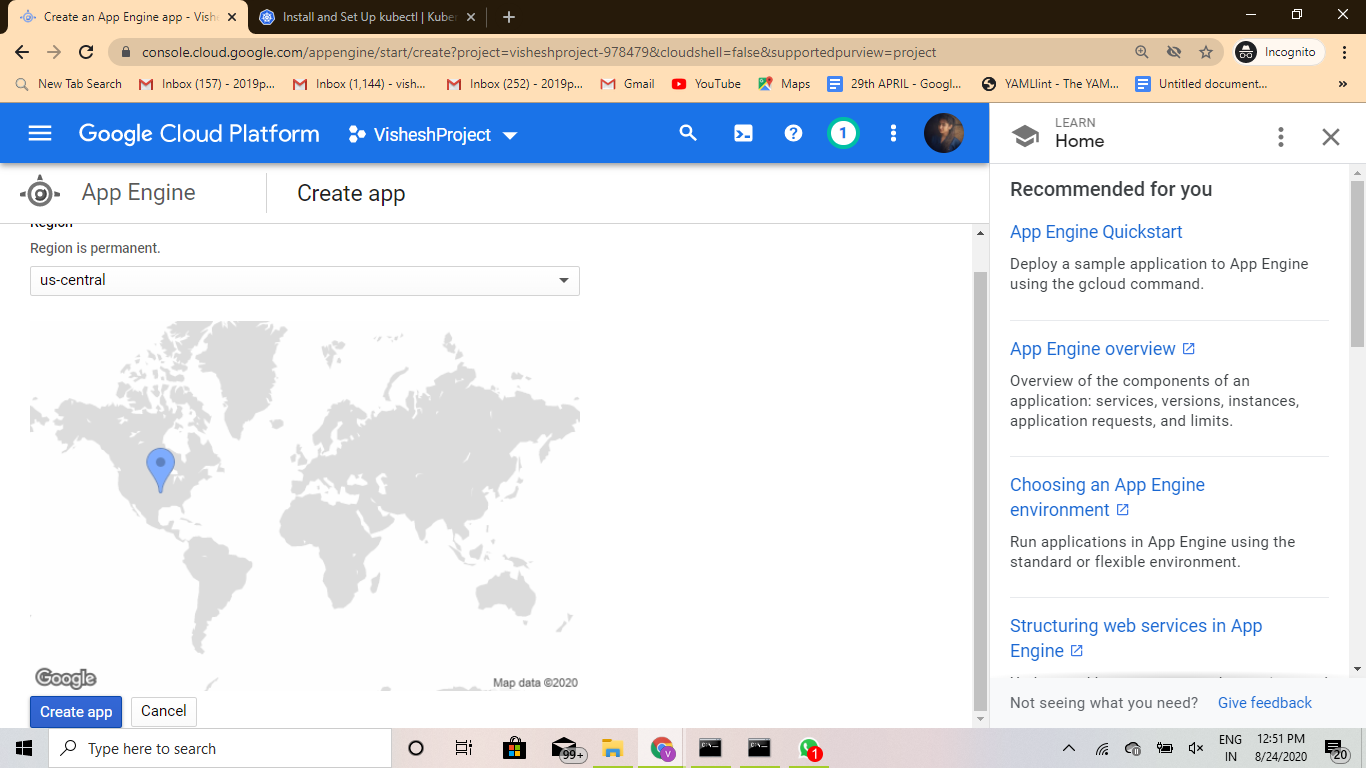 Create an App Engine app - Vishe
Install and Set Up kubectl | Kuber
console.cloud.google.com/appengine/start/create?project=visheshproject-978479&cloudshell=false&supportedpurview=project
Incognito
New Tab Search
Inbox (157) - 2019p...
Inbox (1,144) - vish...
Inbox (252) - 2019p...
Gmail
YouTube
Maps
29th APRIL - Googl...
YAMLlint - The YAM...
Untitled document...
Google Cloud Platform
VisheshProject
1
LEARN
Home
App Engine
Create app
Region
Region is permanent.
us-central
Google
Map data ©2020
Create app
Cancel
Recommended for you
App Engine Quickstart
Deploy a sample application to App Engine
using the gcloud command.
App Engine overview
Overview of the components of an
application: services, versions, instances,
application requests, and limits.
Choosing an App Engine
environment
Run applications in App Engine using the
standard or flexible environment.
Structuring web services in App
Engine
Not seeing what you need?
Give feedback
Type here to search
99+
V
1
ENG
IN
12:51 PM
8/24/2020
20